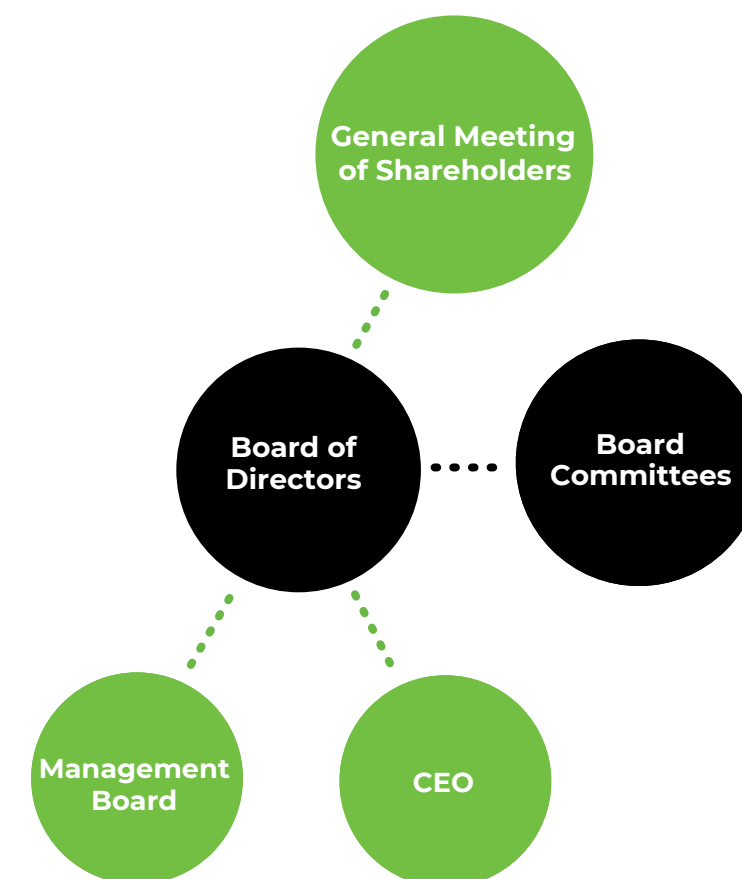 General Meeting
of Shareholders
Board of
Directors
Board
Committees
Management
Board
CEO